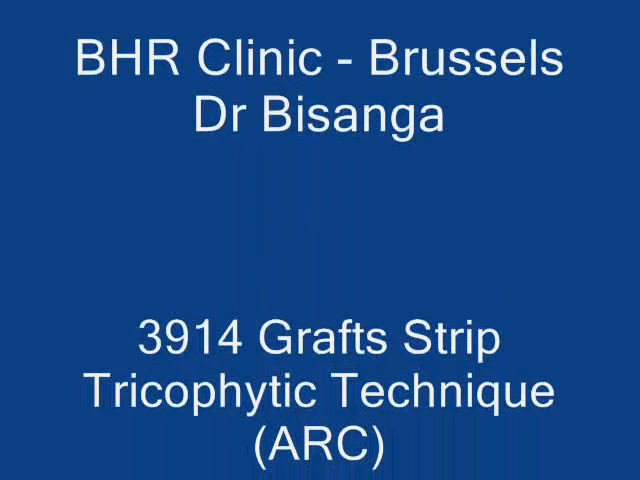 BHR Clinic - Brussels
Dr Bisanga
3914 Grafts Strip
Tricophytic Technique
(ARC)